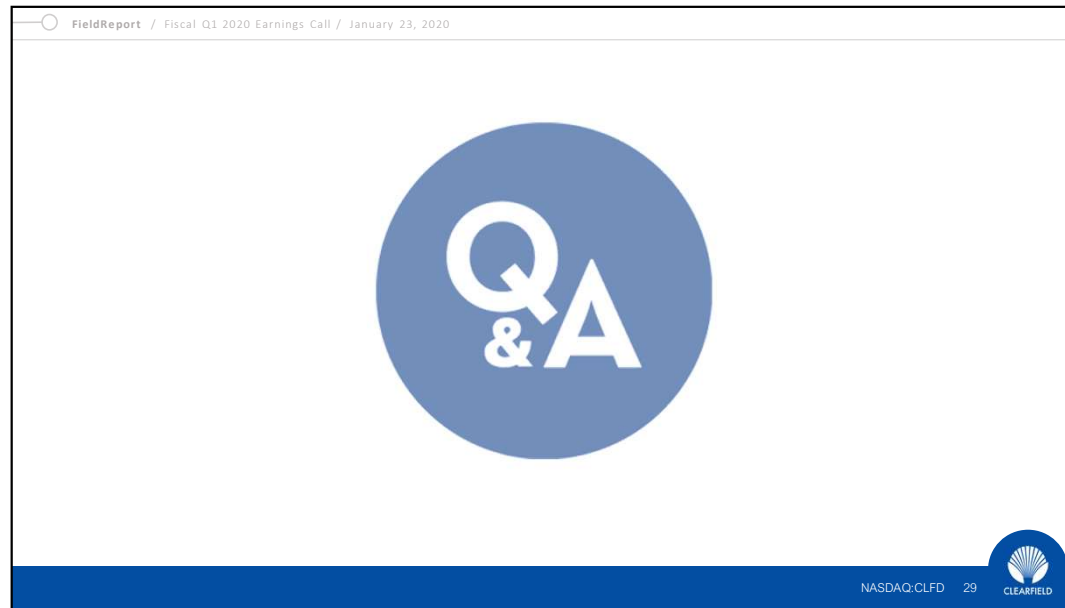 FieldReport / Fiscal Q1 2020 Earnings Call / January 23, 2020
Q
&A
NASDAQ:CLFD 29
CLEARFIELD